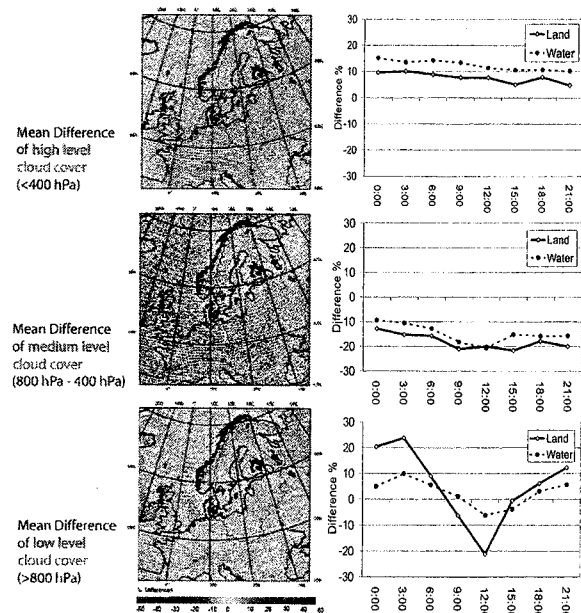 Mean Difference
of high level
cloud cover
(<400 hPa)
30
20
10
0
-10
-20
-30
Difference %
Land
Water
0:00
3:00
6:00
9:00
12:00
15:00
18:00
21:00
Mean Difference
of medium level
cloud cover
(800 hPa - 400 hPa)
30
20
10
0
-10
-20
-30
Difference %
Land
Water
0:00
3:00
6:00
9:00
12:00
15:00
18:00
21:00
Mean Difference
of low level
cloud cover
(>800 hPa)
30
20
10
0
-10
-20
-30
Difference %
Land
Water
0:00
3:00
6:00
9:00
12:00
15:00
18:00
21:00
% Differences